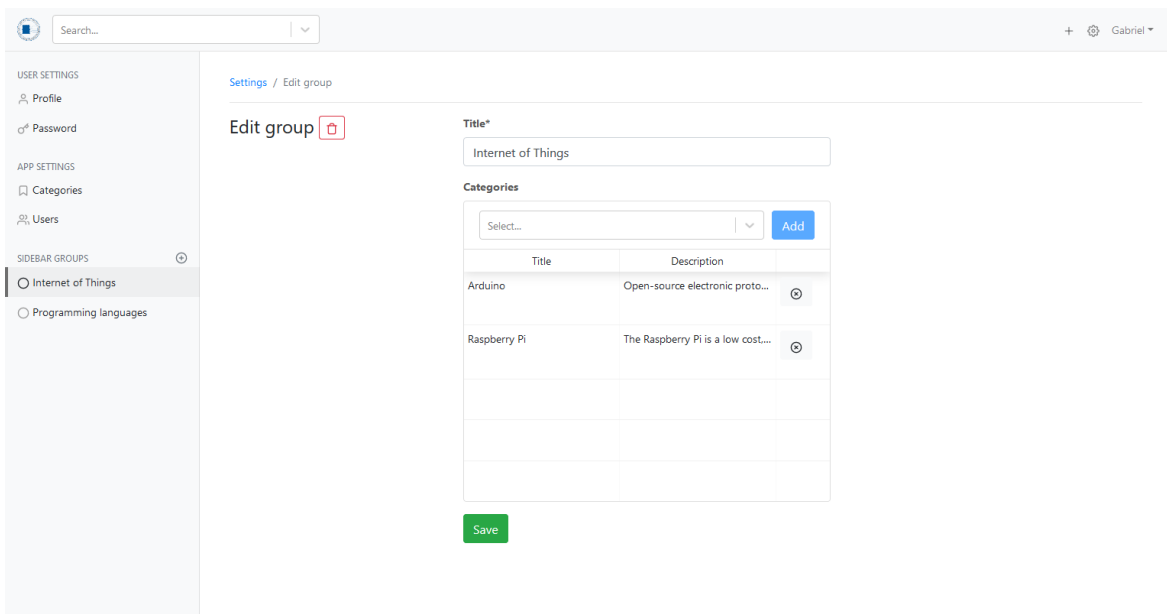 Search...
Gabriel
USER SETTINGS
Profile
Password
APP SETTINGS
Categories
Users
SIDEBAR GROUPS
Internet of Things
Programming languages
Settings / Edit group
Edit group
Title*
Internet of Things
Categories
Select...
Add
Title Description
Arduino Open-source electronic proto...
Raspberry Pi The Raspberry Pi is a low cost,...
Save